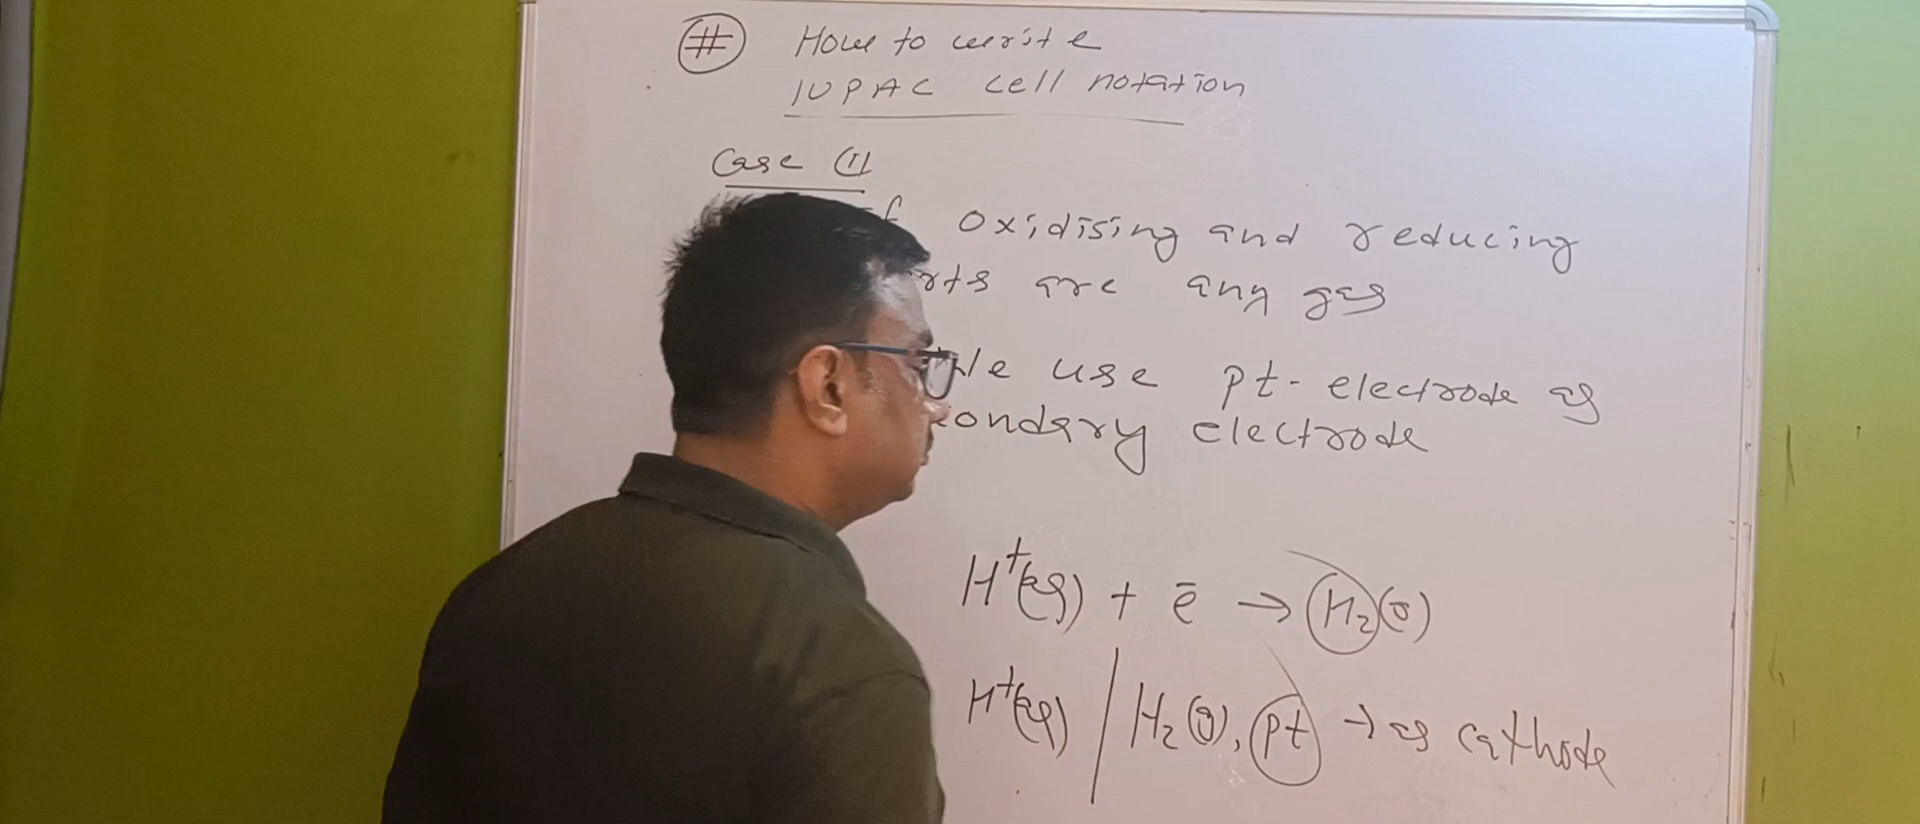 # How to write
IUPAC cell notation
Case (I)
oxidising and reducing
are any gas
use pt- electrode as
electrode
H⁺(aq) + ē → H₂(g)
H⁺(aq) | H₂(g), pt → as cathode